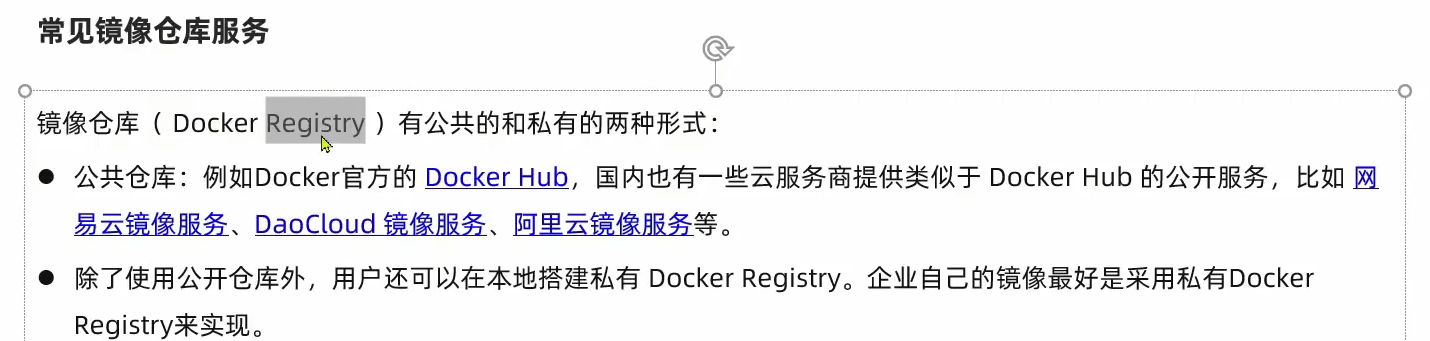 常见镜像仓库服务
镜像仓库（ Docker Registry ）有公共的和私有的两种形式：
● 公共仓库：例如Docker官方的 Docker Hub，国内也有一些云服务商提供类似于 Docker Hub 的公开服务，比如 网
易云镜像服务、DaoCloud 镜像服务、阿里云镜像服务等。
● 除了使用公开仓库外，用户还可以在本地搭建私有 Docker Registry。企业自己的镜像最好是采用私有Docker
Registry来实现。